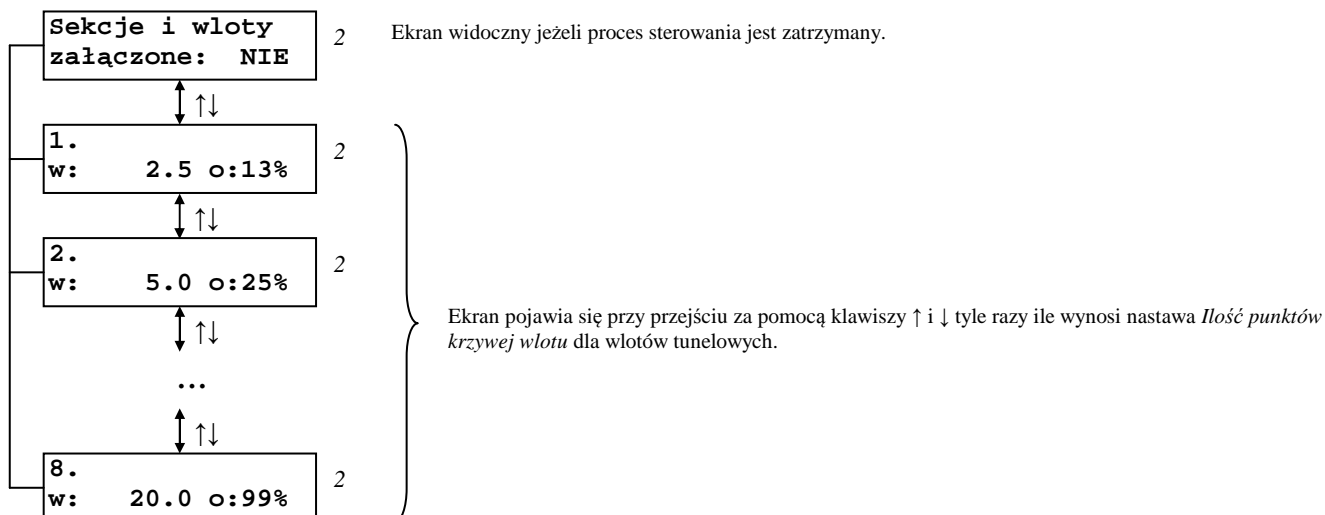 Sekcje i wloty
załączone: NIE
2
Ekran widoczny jeżeli proces sterowania jest zatrzymany.
↑↓
1.
w: 2.5 o:13%
2
↑↓
2.
w: 5.0 o:25%
2
↑↓
...
↑↓
8.
w: 20.0 o:99%
2
Ekran pojawia się przy przejściu za pomocą klawiszy ↑ i ↓ tyle razy ile wynosi nastawa Ilość punktów
krzywej wlotu dla wlotów tunelowych.